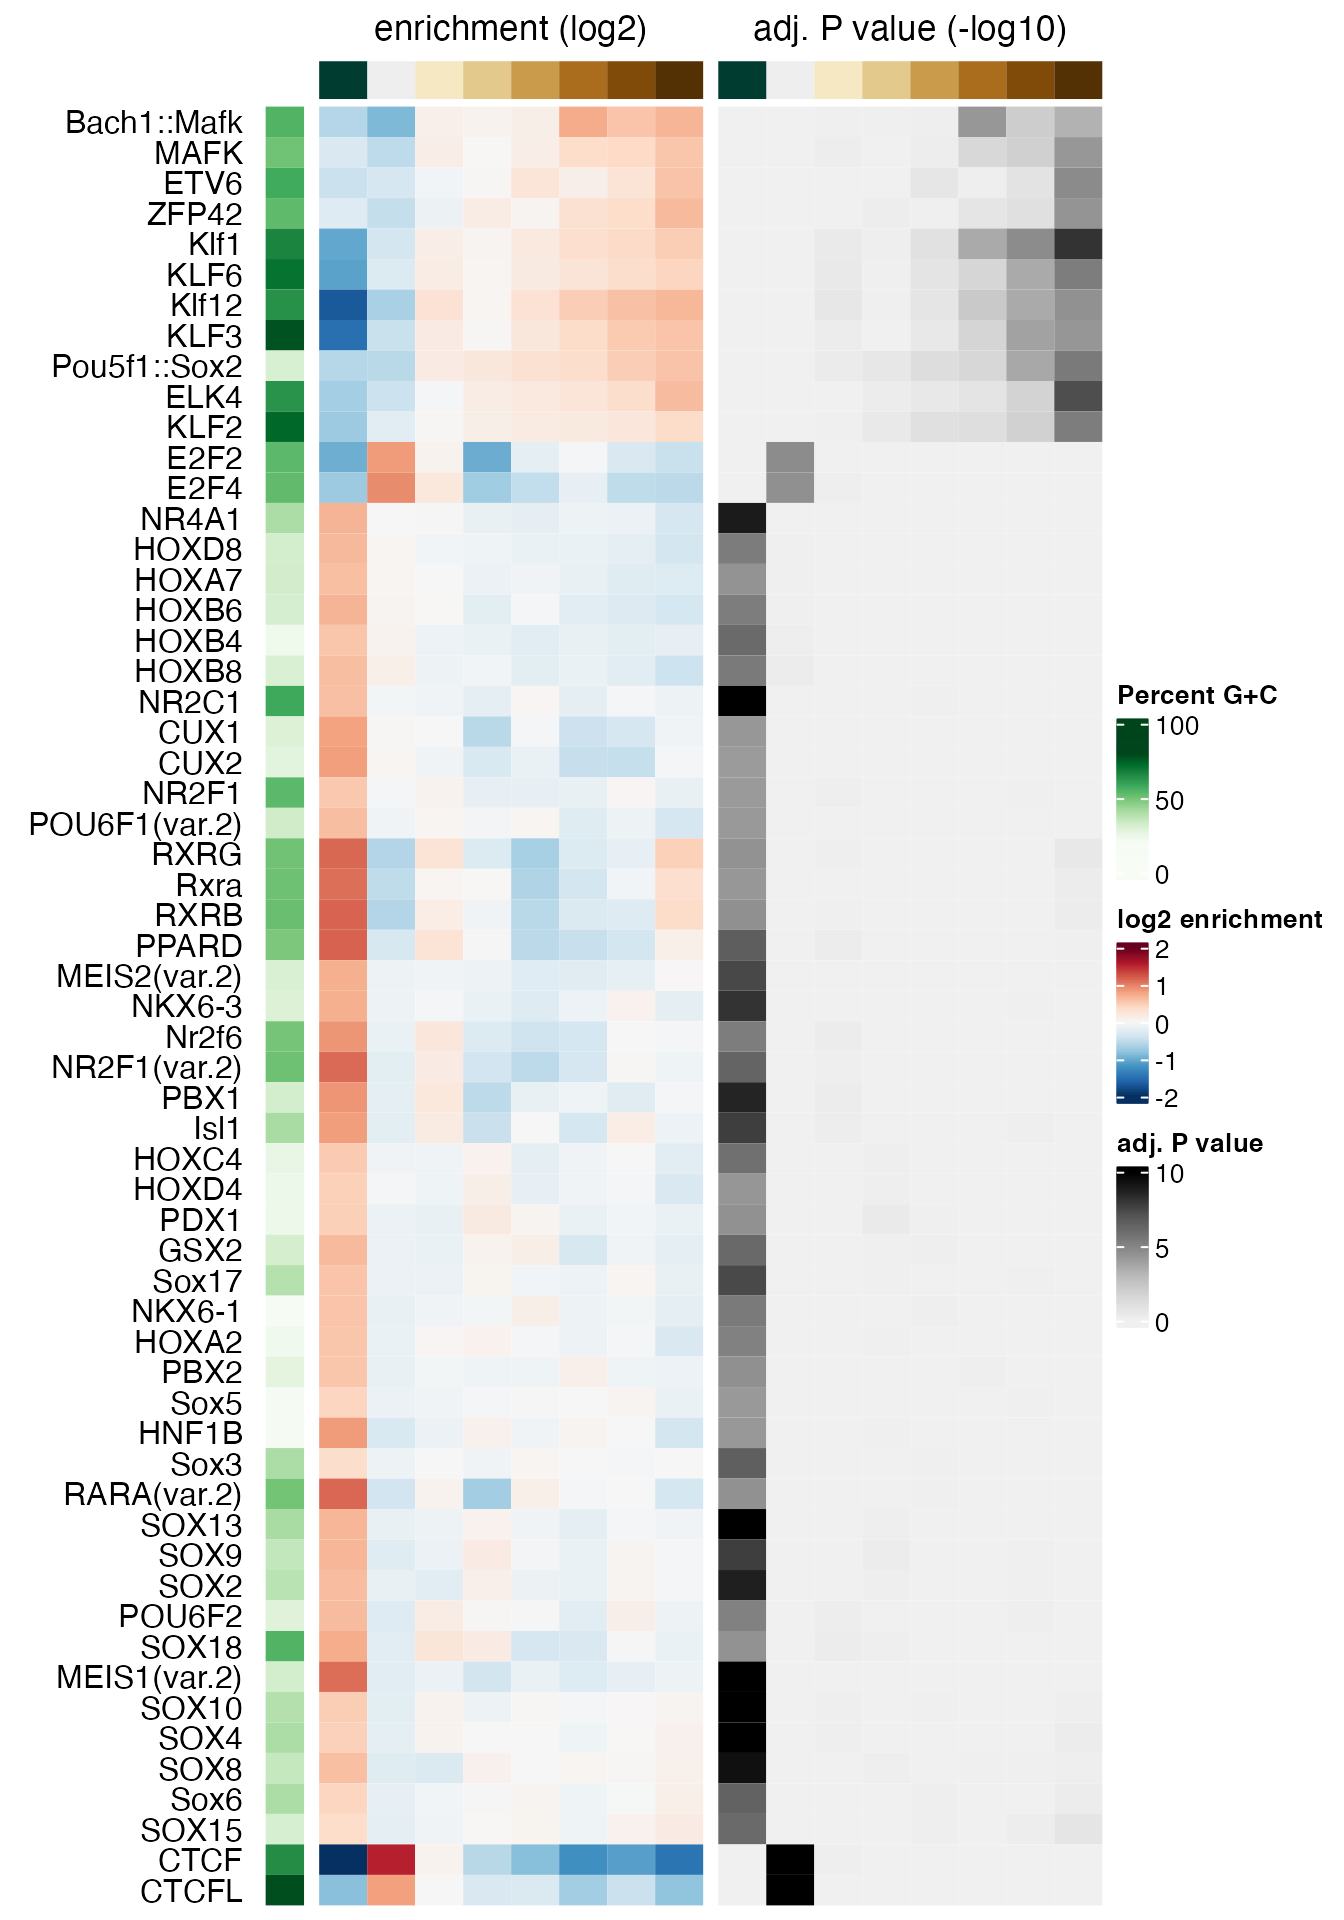 enrichment (log2) adj. P value (-log10)
Bach1::Mafk
MAFK
ETV6
ZFP42
Klf1
KLF6
Klf12
KLF3
Pou5f1::Sox2
ELK4
KLF2
E2F2
E2F4
NR4A1
HOXD8
HOXA7
HOXB6
HOXB4
HOXB8
NR2C1
CUX1
CUX2
NR2F1
POU6F1(var.2)
RXRG
Rxra
RXRB
PPARD
MEIS2(var.2)
NKX6-3
Nr2f6
NR2F1(var.2)
PBX1
Isl1
HOXC4
HOXD4
PDX1
GSX2
Sox17
NKX6-1
HOXA2
PBX2
Sox5
HNF1B
Sox3
RARA(var.2)
SOX13
SOX9
SOX2
POU6F2
SOX18
MEIS1(var.2)
SOX10
SOX4
SOX8
Sox6
SOX15
CTCF
CTCFL
Percent G+C
100
50
0
log2 enrichment
2
1
0
-1
-2
adj. P value
10
5
0